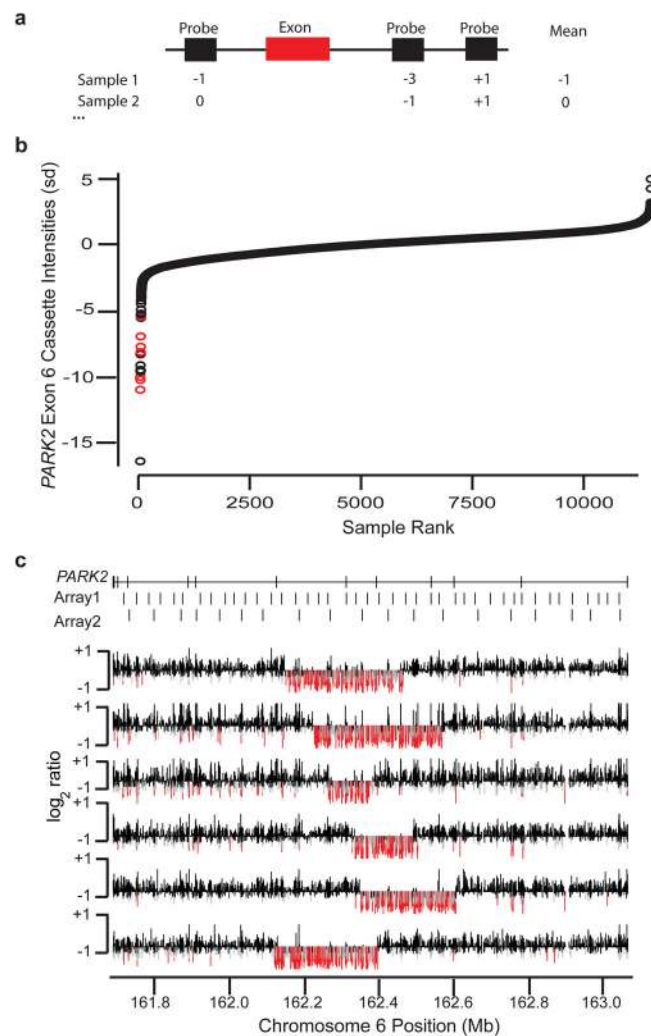 a
Probe Exon Probe Probe Mean
Sample 1 -1 -3 +1 -1
Sample 2 0 -1 +1 0
...
b
PARK2 Exon 6 Cassette Intensities (sd)
5
0
-5
-10
-15
0 2500 5000 7500 10000
Sample Rank
c
PARK2
Array1
Array2
log2 ratio
+1
-1
+1
-1
+1
-1
+1
-1
+1
-1
+1
-1
161.8 162.0 162.2 162.4 162.6 162.8 163.0
Chromosome 6 Position (Mb)